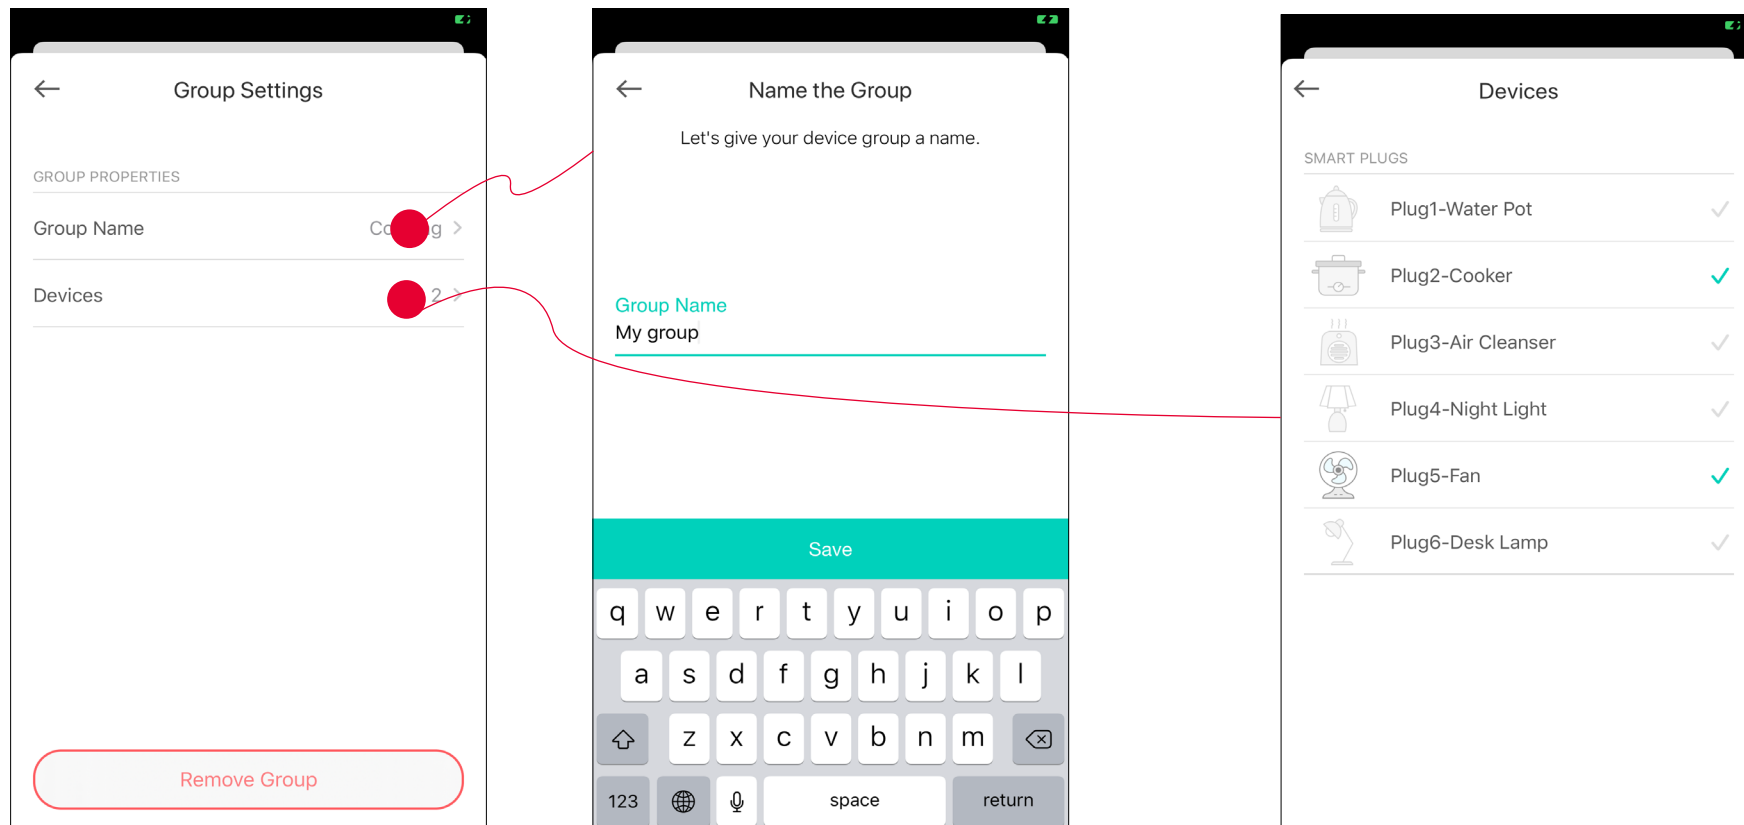 Group Settings
GROUP PROPERTIES
Group Name
Devices 2
Remove Group
Name the Group
Let's give your device group a name.
Group Name
My group
Save
q w e r t y u i o p
a s d f g h j k l
z x c v b n m
123 space return
Devices
SMART PLUGS
Plug1-Water Pot
Plug2-Cooker
Plug3-Air Cleanser
Plug4-Night Light
Plug5-Fan
Plug6-Desk Lamp